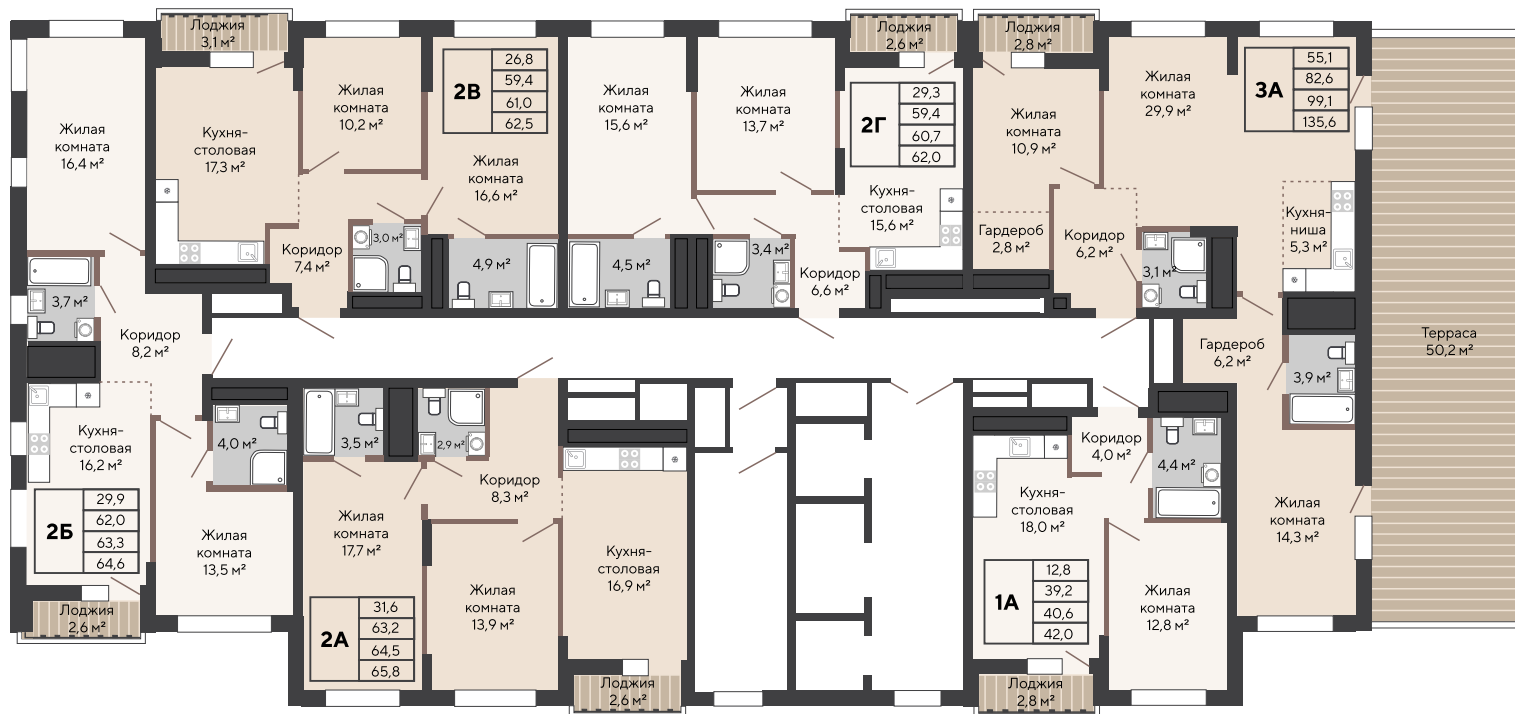 Лоджия
3,1 м²
Лоджия
2,6 м²
Лоджия
2,8 м²
Жилая
комната
16,4 м²
Кухня-
столовая
17,3 м²
Жилая
комната
10,2 м²
2В
26,8
59,4
61,0
62,5
Жилая
комната
16,6 м²
Жилая
комната
15,6 м²
Жилая
комната
13,7 м²
2Г
29,3
59,4
60,7
62,0
Кухня-
столовая
15,6 м²
Жилая
комната
10,9 м²
Жилая
комната
29,9 м²
3А
55,1
82,6
99,1
135,6
Кухня-
ниша
5,3 м²
Коридор
7,4 м²
3,0 м²
4,9 м²
4,5 м²
3,4 м²
Коридор
6,6 м²
Гардероб
2,8 м²
Коридор
6,2 м²
3,1 м²
3,7 м²
Коридор
8,2 м²
Гардероб
6,2 м²
3,9 м²
Терраса
50,2 м²
Кухня-
столовая
16,2 м²
4,0 м²
3,5 м²
2,9 м²
Коридор
8,3 м²
Коридор
4,0 м²
4,4 м²
2Б
29,9
62,0
63,3
64,6
Жилая
комната
13,5 м²
Жилая
комната
17,7 м²
Жилая
комната
13,9 м²
Кухня-
столовая
16,9 м²
Кухня-
столовая
18,0 м²
Жилая
комната
14,3 м²
2А
31,6
63,2
64,5
65,8
1А
12,8
39,2
40,6
42,0
Жилая
комната
12,8 м²
Лоджия
2,6 м²
Лоджия
2,6 м²
Лоджия
2,8 м²